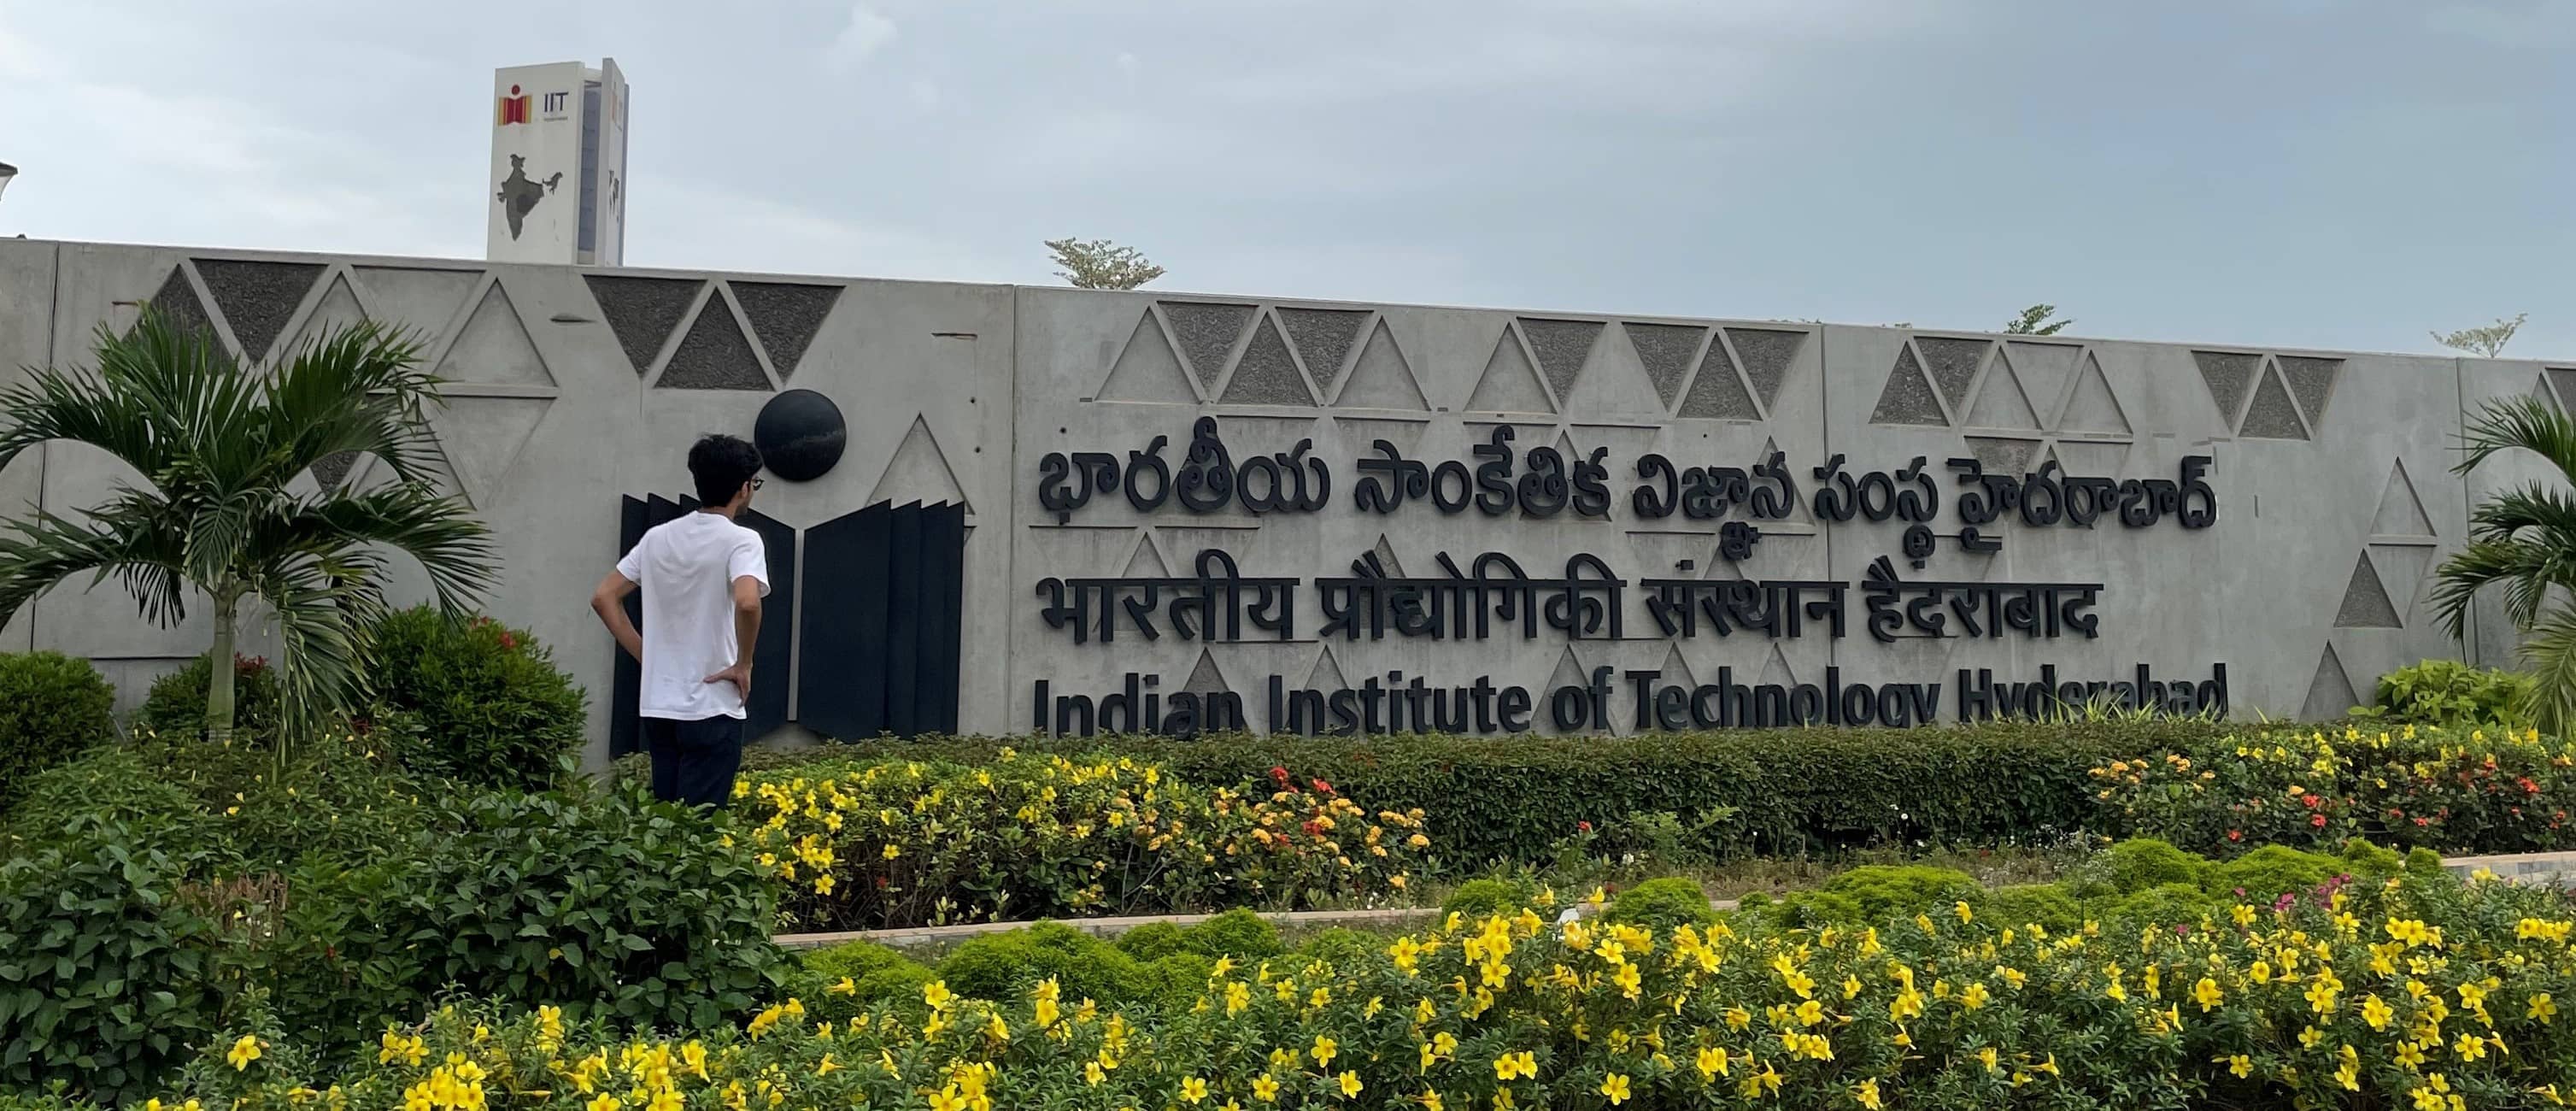 IIT
భారతీయ సాంకేతిక విజ్ఞాన సంస్థ హైదరాబాద్
भारतीय प्रौद्योगिकी संस्थान हैदराबाद
Indian Institute of Technology Hyderabad